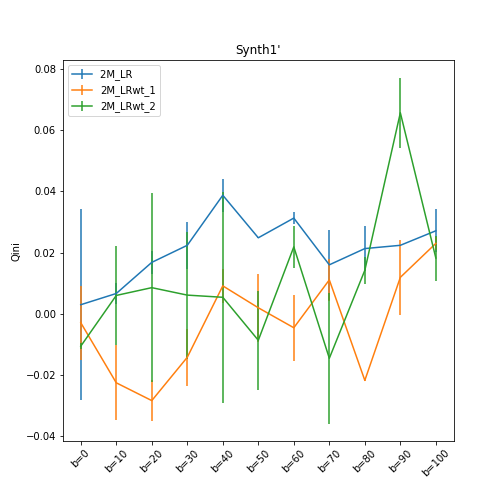 Synth1'
2M_LR
2M_LRwt_1
2M_LRwt_2
Qini
0.08
0.06
0.04
0.02
0.00
−0.02
−0.04
b=0
b=10
b=20
b=30
b=40
b=50
b=60
b=70
b=80
b=90
b=100